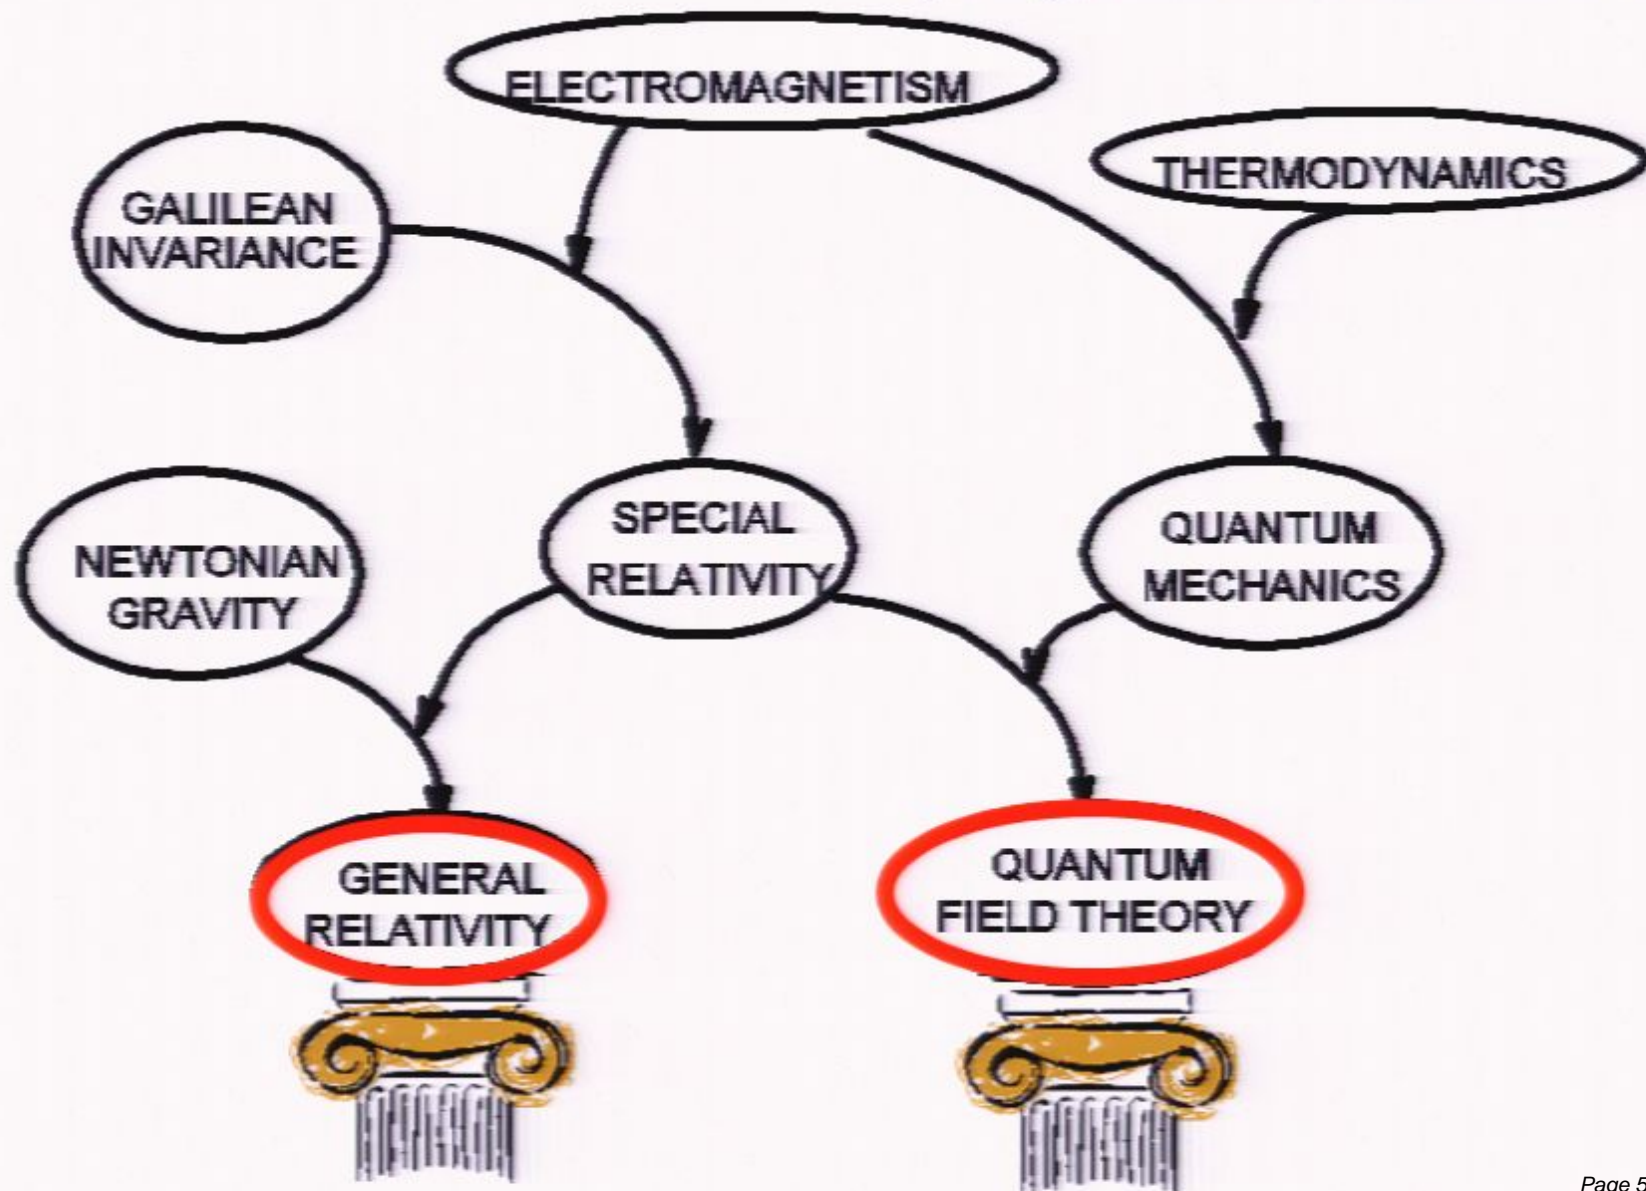 ELECTROMAGNETISM
THERMODYNAMICS
GALILEAN
INVARIANCE
SPECIAL
RELATIVITY
QUANTUM
MECHANICS
NEWTONIAN
GRAVITY
GENERAL
RELATIVITY
QUANTUM
FIELD THEORY
Page 5